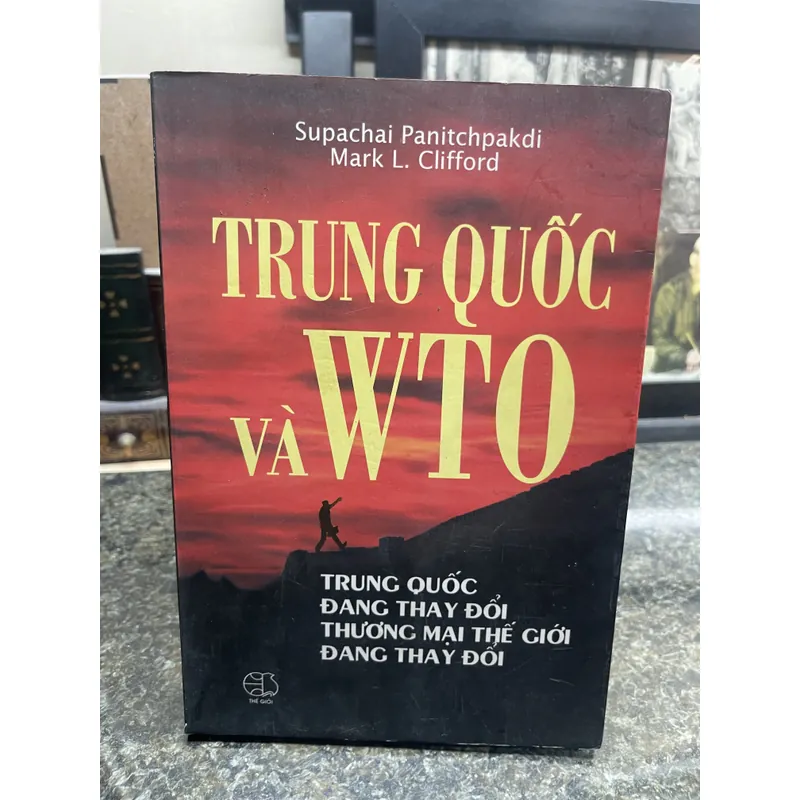 Supachai Panitchpakdi
Mark L. Clifford
TRUNG QUỐC
VÀ WTO
TRUNG QUỐC
ĐANG THAY ĐỔI
THƯƠNG MẠI THẾ GIỚI
ĐANG THAY ĐỔI
THẾ GIỚI